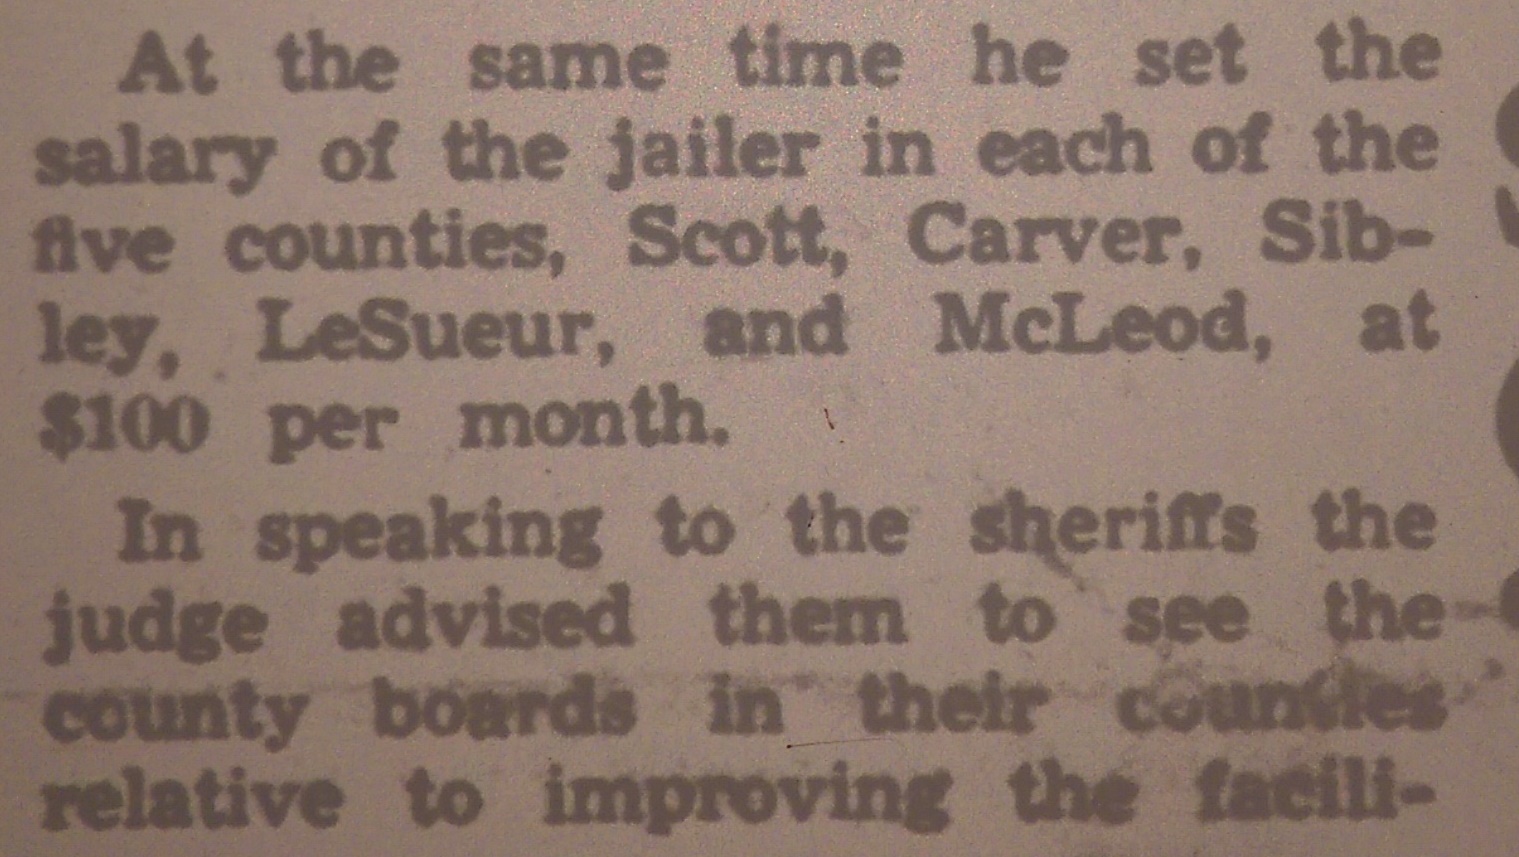 At the same time he set the
salary of the jailer in each of the
five counties, Scott, Carver, Sib-
ley, LeSueur, and McLeod, at
$100 per month.
In speaking to the sheriffs the
judge advised them to see the
county boards in their counties
relative to improving the facili-